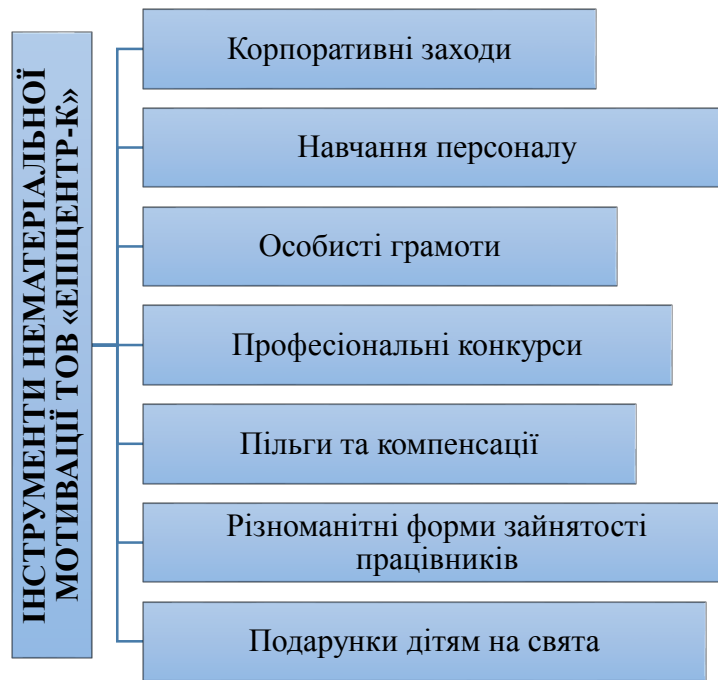 ІНСТРУМЕНТИ НЕМАТЕРІАЛЬНОЇ
МОТИВАЦІЇ ТОВ «ЕПІЦЕНТР-К»
Корпоративні заходи
Навчання персоналу
Особисті грамоти
Професіональні конкурси
Пільги та компенсації
Різноманітні форми зайнятості
працівників
Подарунки дітям на свята